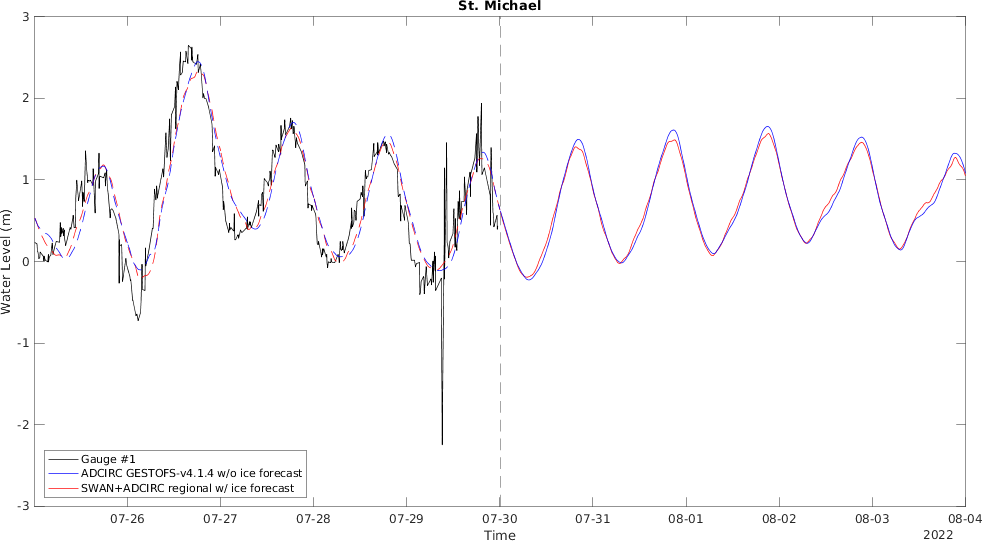 St. Michael
3
2
1
0
-1
-2
-3
Water Level (m)
Gauge #1
ADCIRC GESTOFS-v4.1.4 w/o ice forecast
SWAN+ADCIRC regional w/ ice forecast
07-26 07-27 07-28 07-29 07-30 07-31 08-01 08-02 08-03 08-04
Time
2022